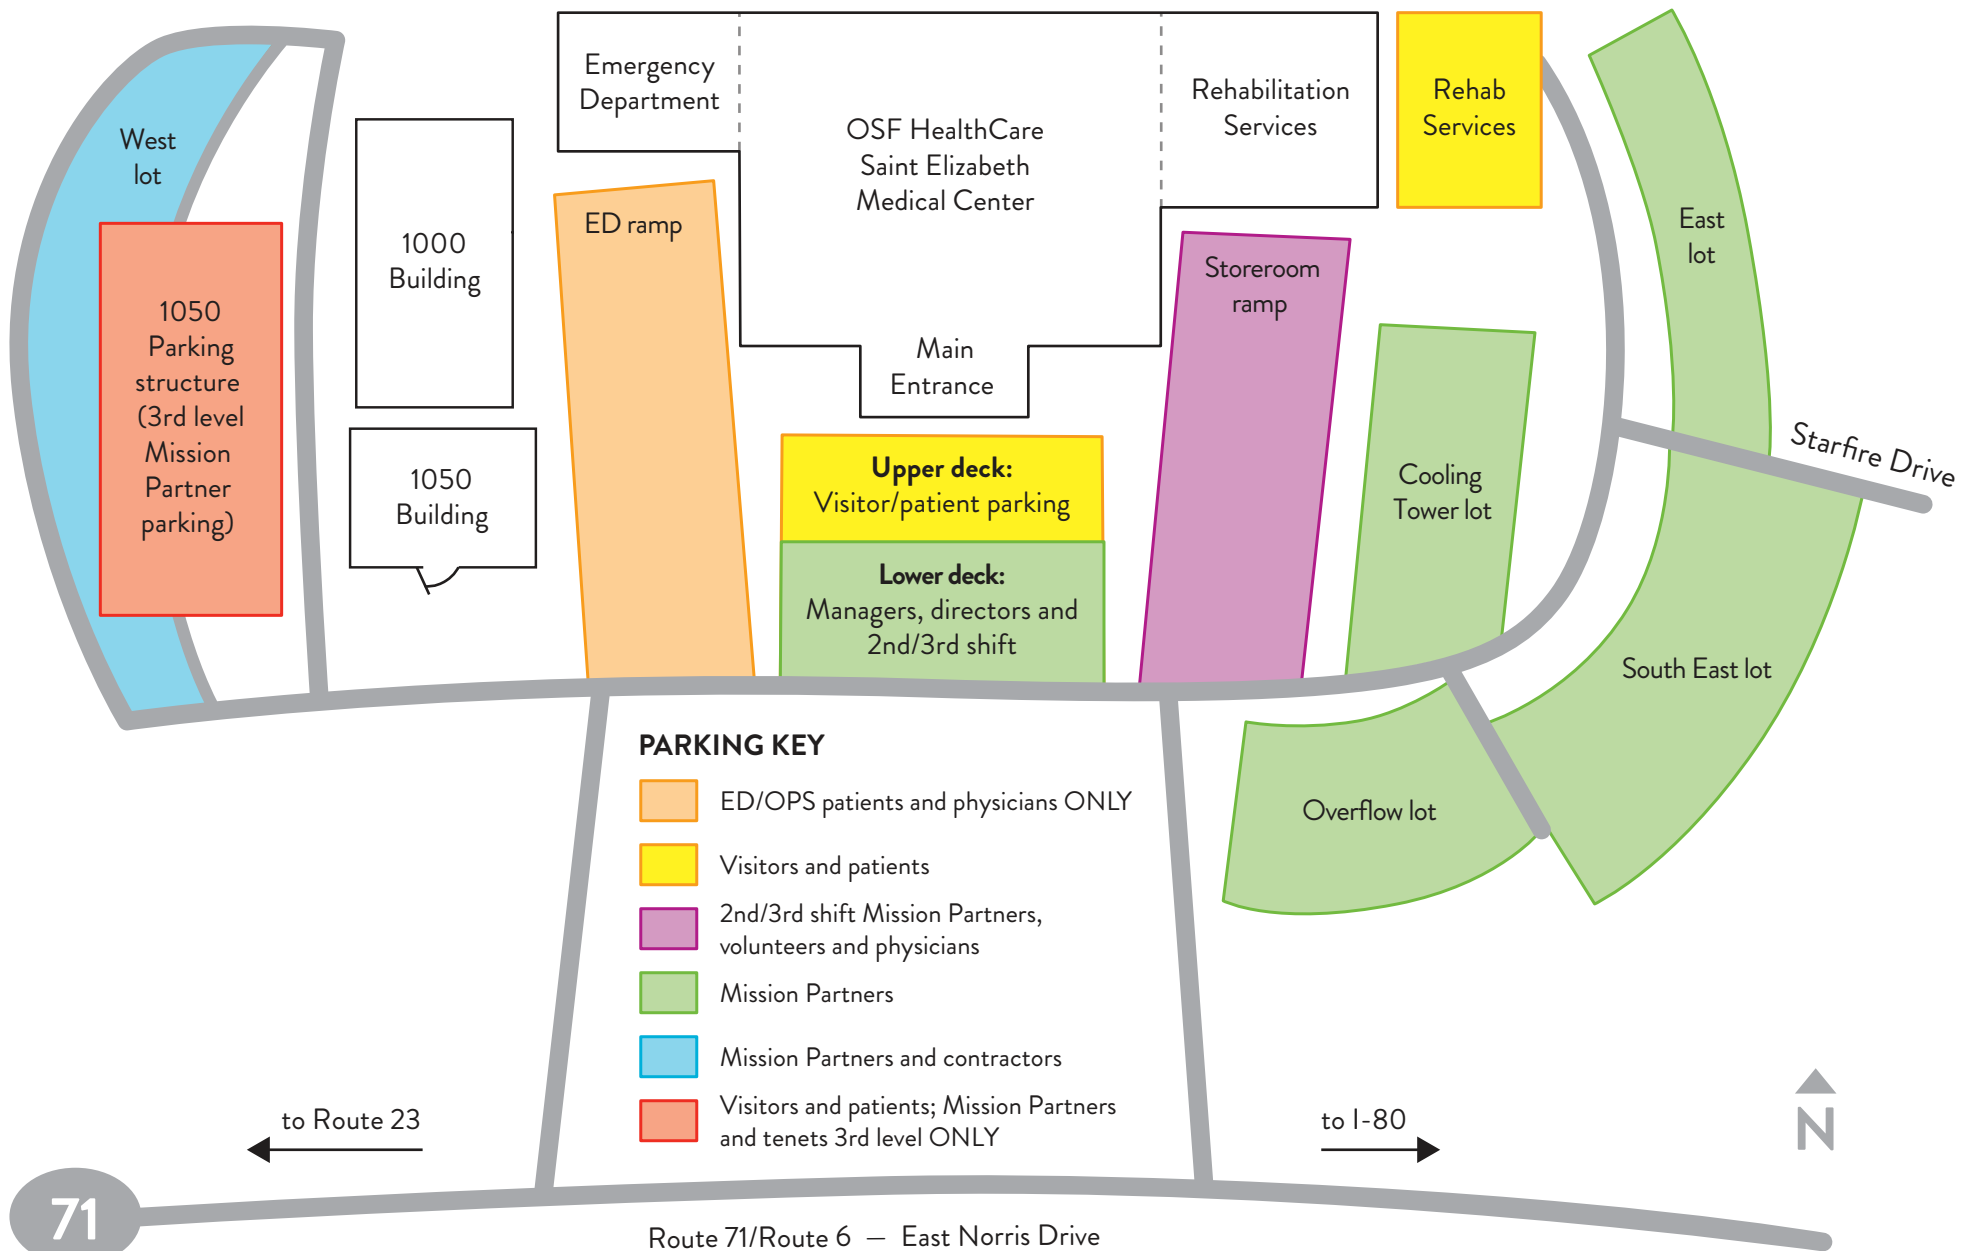 Emergency
Department
OSF HealthCare
Saint Elizabeth
Medical Center
Rehabilitation
Services
Rehab
Services
West
lot
1000
Building
ED ramp
Storeroom
ramp
East
lot
1050
Parking
structure
(3rd level
Mission
Partner
parking)
Main
Entrance
1050
Building
Upper deck:
Visitor/patient parking
Lower deck:
Managers, directors and
2nd/3rd shift
Cooling
Tower lot
Starfire Drive
South East lot
Overflow lot
PARKING KEY
ED/OPS patients and physicians ONLY
Visitors and patients
2nd/3rd shift Mission Partners,
volunteers and physicians
Mission Partners
Mission Partners and contractors
Visitors and patients; Mission Partners
and tenets 3rd level ONLY
to Route 23
to I-80
N
71
Route 71/Route 6 — East Norris Drive